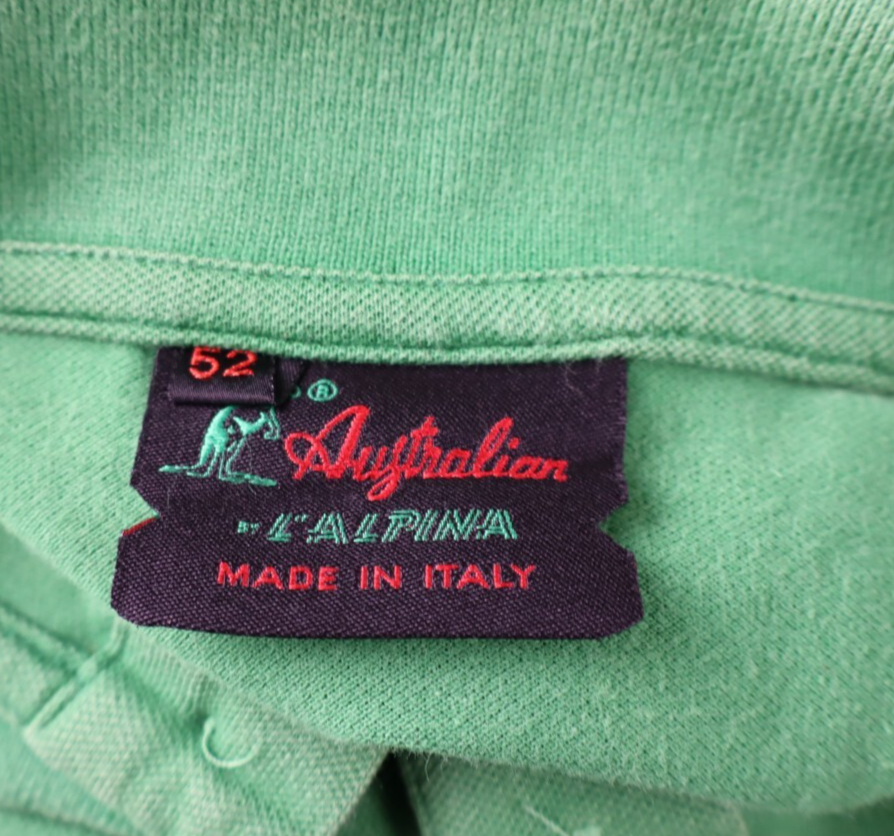 52
®
Australian
BY L'ALPINA
MADE IN ITALY